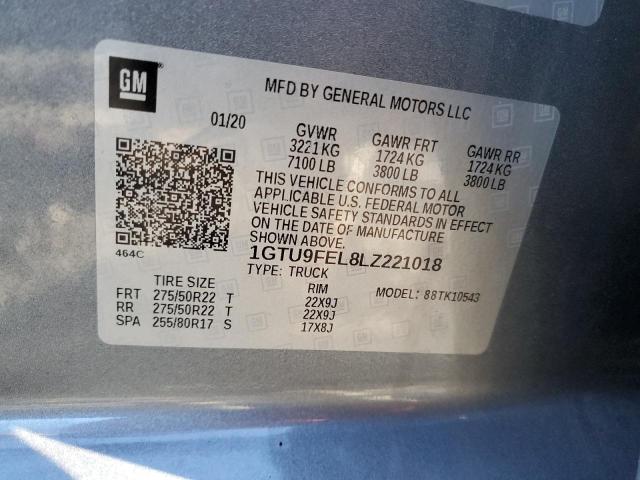 GM
MFD BY GENERAL MOTORS LLC
01/20 GVWR GAWR FRT GAWR RR
3221 KG 1724 KG 1724 KG
7100 LB 3800 LB 3800 LB
THIS VEHICLE CONFORMS TO ALL
APPLICABLE U.S. FEDERAL MOTOR
VEHICLE SAFETY STANDARDS IN EFFECT
ON THE DATE OF MANUFACTURE
SHOWN ABOVE.
464C
1GTU9FEL8LZ221018
TYPE: TRUCK
TIRE SIZE RIM MODEL: 88TK10543
FRT 275/50R22 T 22X9J
RR 275/50R22 T 22X9J
SPA 255/80R17 S 17X8J